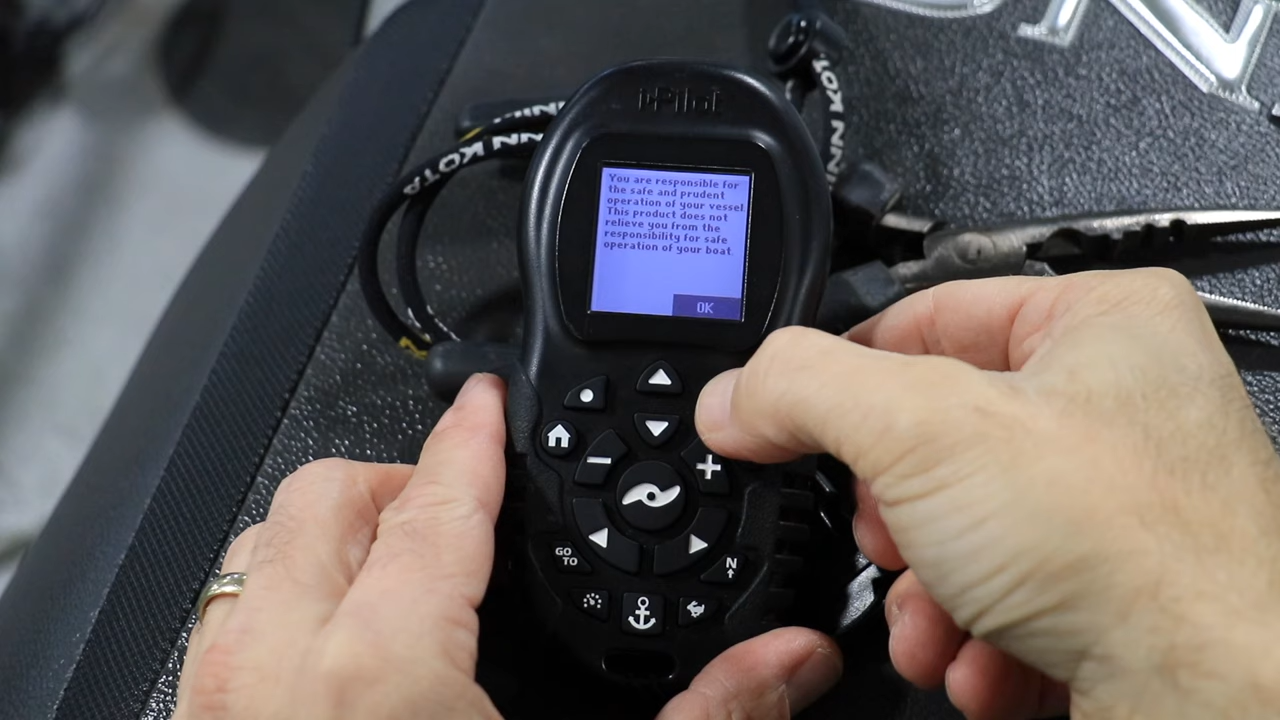 i-Pilot
MINN KOTA
NN KOTA
You are responsible for
the safe and prudent
operation of your vessel
This product does not
relieve you from the
responsibility for safe
operation of your boat.
OK
GO
TO
N